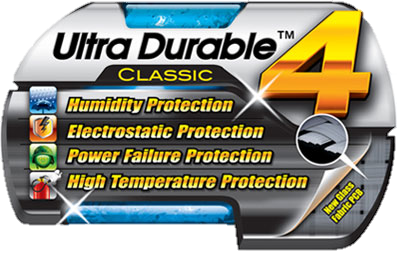 Ultra Durable™ 4
CLASSIC
Humidity Protection
Electrostatic Protection
Power Failure Protection
High Temperature Protection
New Glass
Fabric PCB